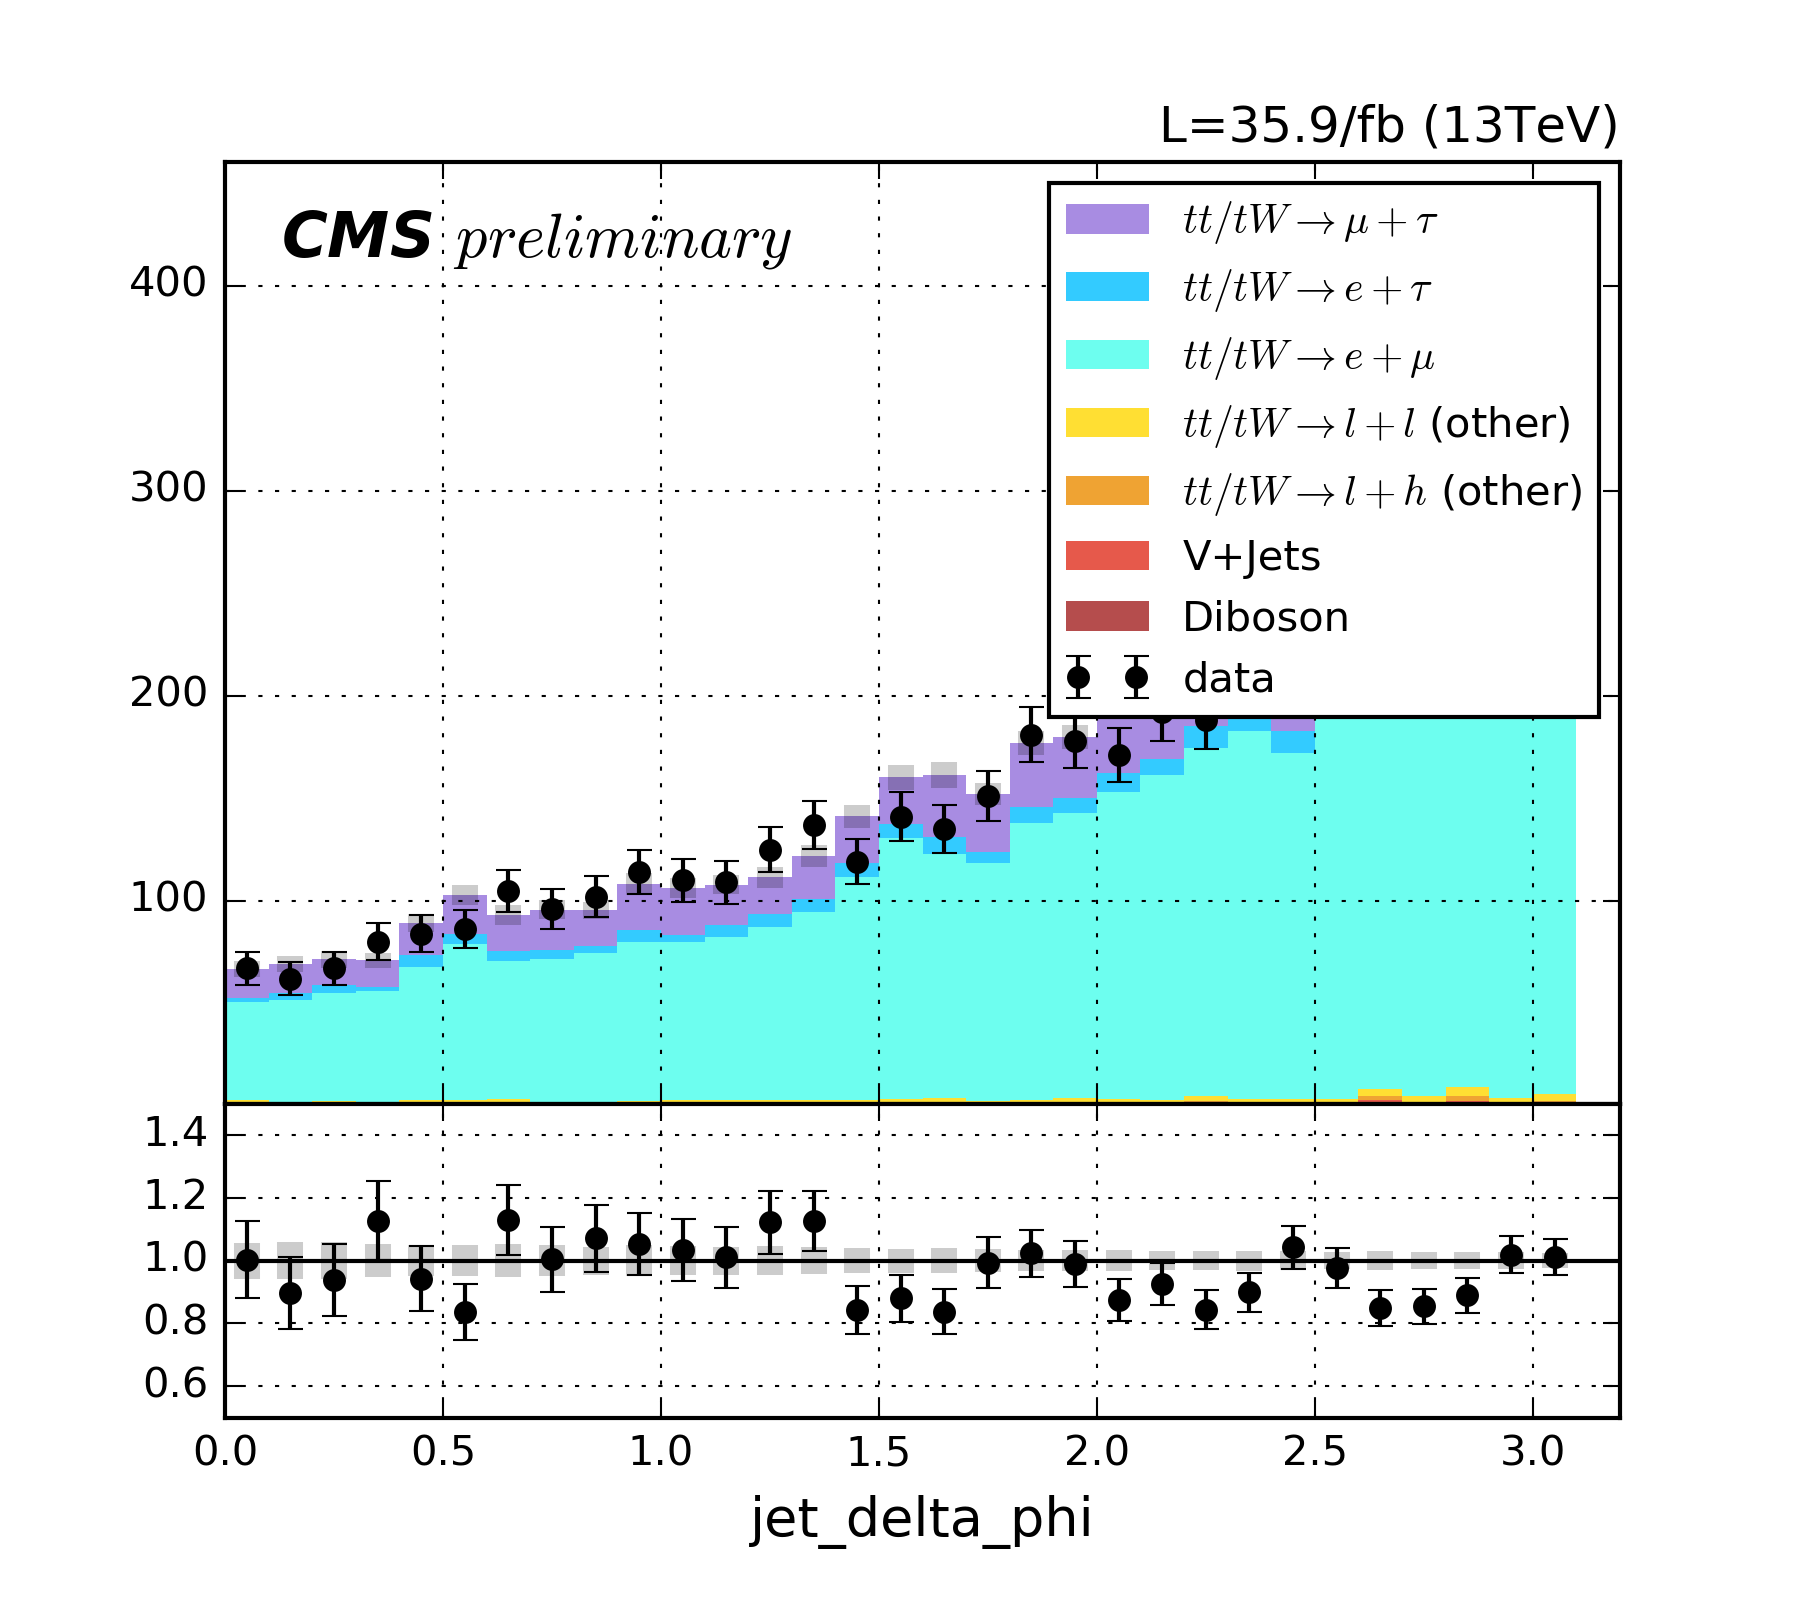 L=35.9/fb (13TeV)
CMS preliminary
tt/tW→μ+τ
tt/tW→e+τ
tt/tW→e+μ
tt/tW→l+l (other)
tt/tW→l+h (other)
V+Jets
Diboson
data
400
300
200
100
1.4
1.2
1.0
0.8
0.6
0.0 0.5 1.0 1.5 2.0 2.5 3.0
jet_delta_phi